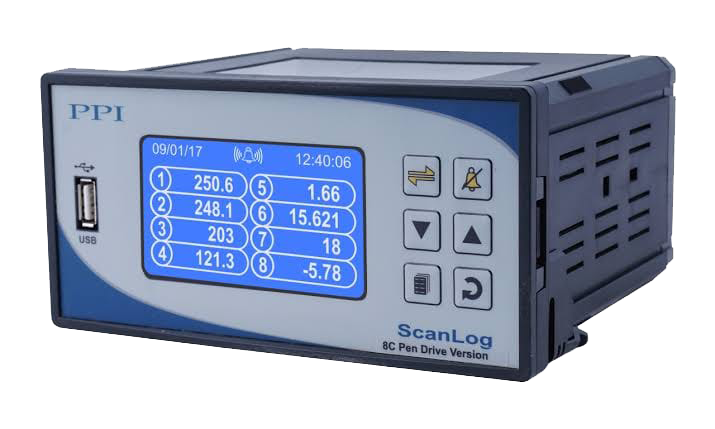 PPI
USB
09/01/17 12:40:06
1 250.6 5 1.66
2 248.1 6 15.621
3 203 7 18
4 121.3 8 -5.78
ScanLog
8C Pen Drive Version